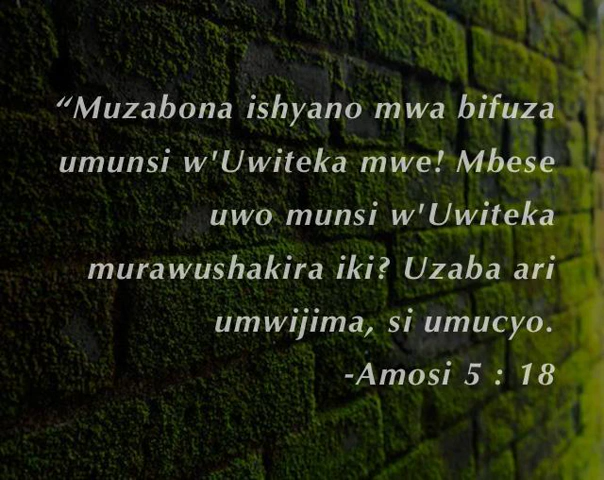 “Muzabona ishyano mwa bifuza
umunsi w'Uwiteka mwe! Mbese
uwo munsi w'Uwiteka
murawushakira iki? Uzaba ari
umwijima, si umucyo.
-Amosi 5 : 18